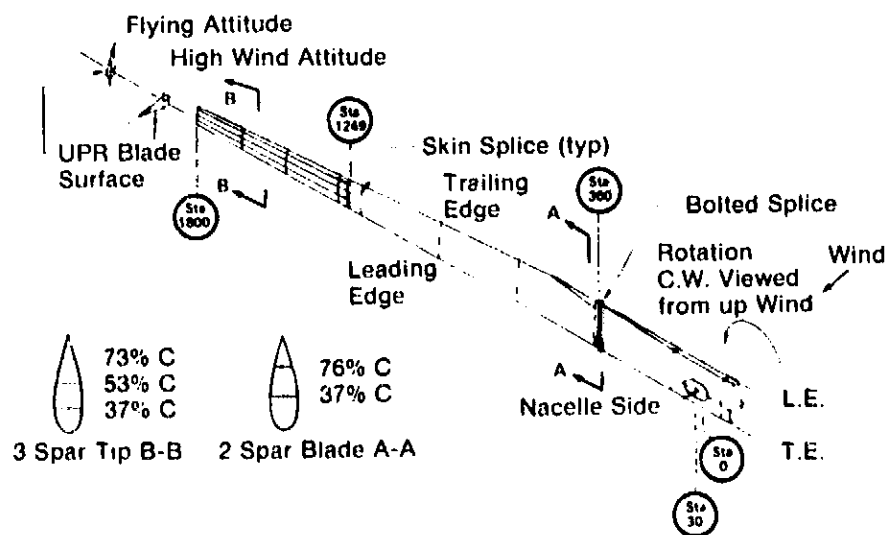 Flying Attitude
High Wind Attitude
B
Sta
1249
UPR Blade
Surface
Skin Splice (typ)
B
Sta
1800
Trailing
Edge
A
Sta
360
Bolted Splice
Leading
Edge
Rotation
C.W. Viewed
from up Wind
Wind
73% C
53% C
37% C
76% C
37% C
A
Nacelle Side
L.E.
T.E.
3 Spar Tip B-B
2 Spar Blade A-A
Sta
0
Sta
30